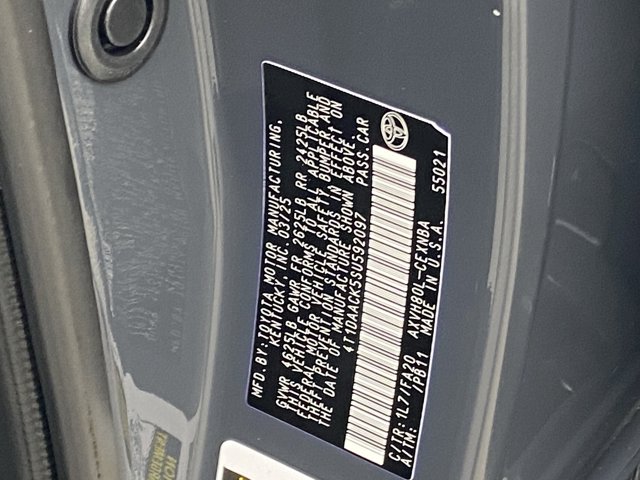 MFD.BY: TOYOTA MOTOR MANUFACTURING,
KENTUCKY, INC. 03/25
GVWR 4625LB GAWR FR 2625LB RR 2425LB
THIS VEHICLE CONFORMS TO ALL APPLICABLE
FEDERAL MOTOR VEHICLE SAFETY, BUMPER, AND
THEFT PREVENTION STANDARDS IN EFFECT ON
THE DATE OF MANUFACTURE SHOWN ABOVE.
4T1DAACK5SU592097 PASS.CAR
C/TR: 1L7/FA20 AXVH80L-CEXNBA
A/TM: /PB11 MADE IN U.S.A. 55021